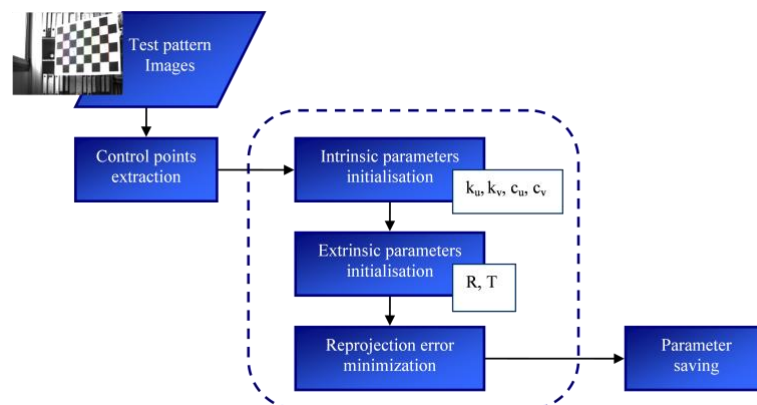 Test pattern
Images
Control points
extraction
Intrinsic parameters
initialisation
k_u, k_v, c_u, c_v
Extrinsic parameters
initialisation
R, T
Reprojection error
minimization
Parameter
saving